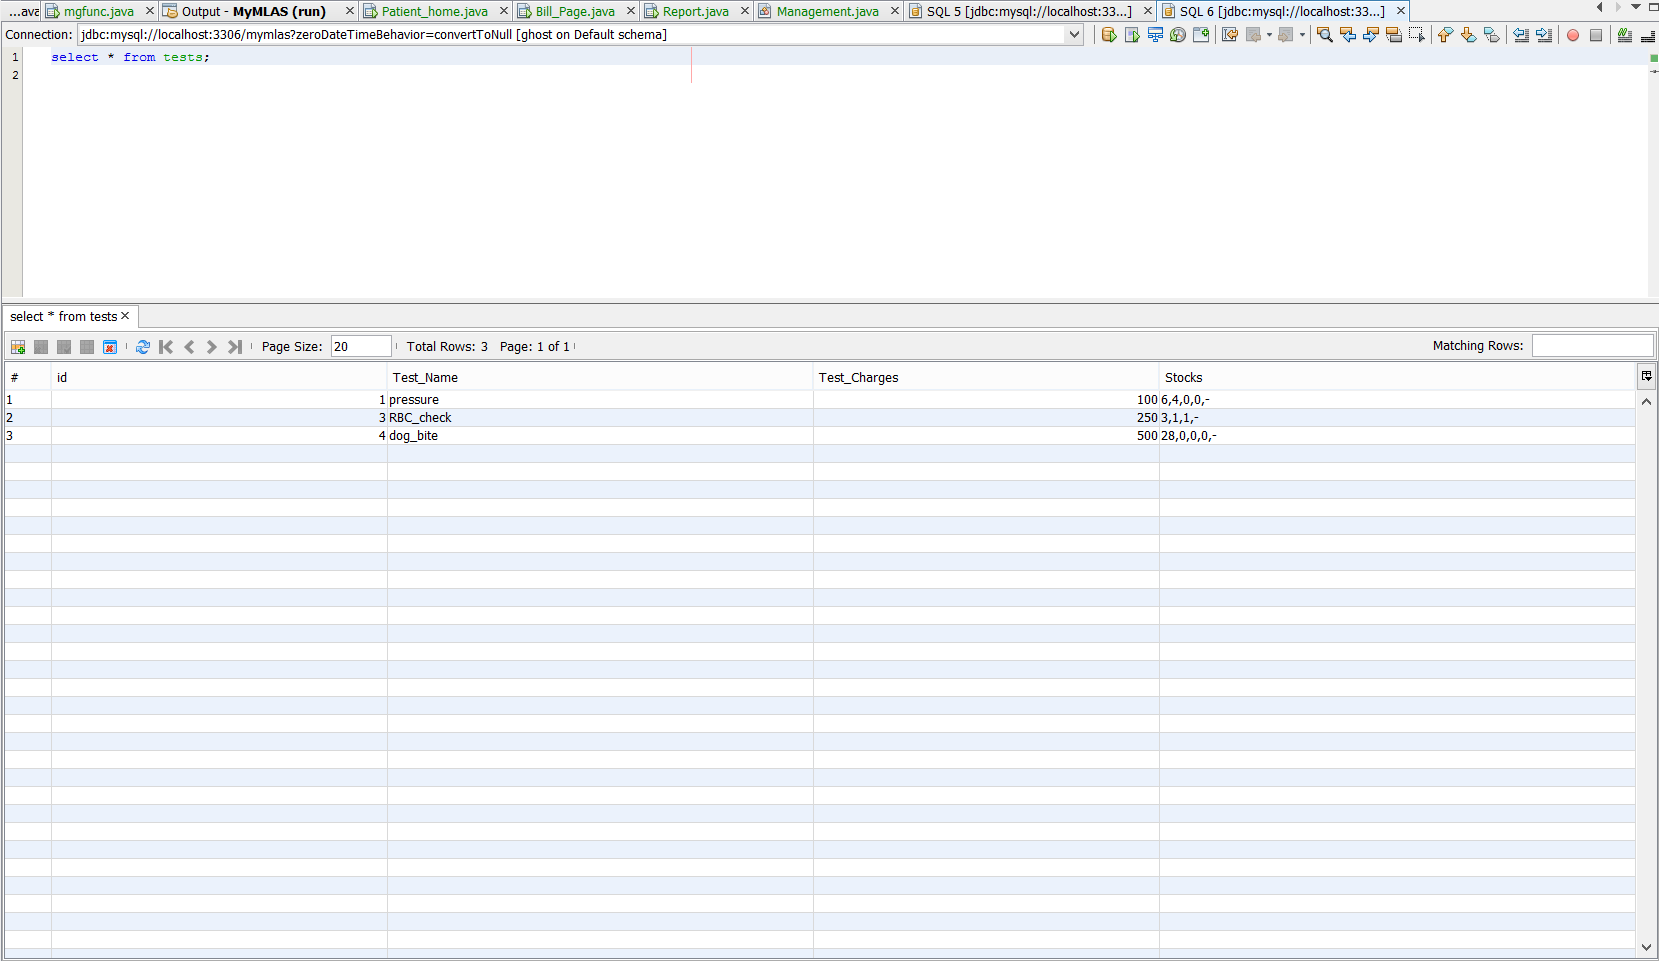 ...ava mgfunc.java Output - MyMLAS (run) Patient_home.java Bill_Page.java Report.java Management.java SQL 5 [jdbc:mysql://localhost:33...] SQL 6 [jdbc:mysql://localhost:33...]
Connection: jdbc:mysql://localhost:3306/mymlas?zeroDateTimeBehavior=convertToNull [ghost on Default schema]
1 select * from tests;
2
select * from tests
Page Size: 20 Total Rows: 3 Page: 1 of 1 Matching Rows:
# id Test_Name Test_Charges Stocks
1 1 pressure 100 6,4,0,0,-
2 3 RBC_check 250 3,1,1,-
3 4 dog_bite 500 28,0,0,0,-